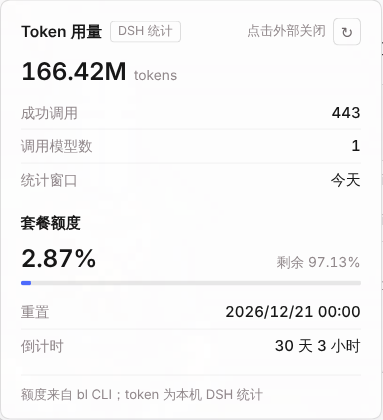 Token 用量 DSH 统计 点击外部关闭 ↻
166.42M tokens
成功调用 443
调用模型数 1
统计窗口 今天
套餐额度
2.87% 剩余 97.13%
重置 2026/12/21 00:00
倒计时 30 天 3 小时
额度来自 bl CLI；token 为本机 DSH 统计